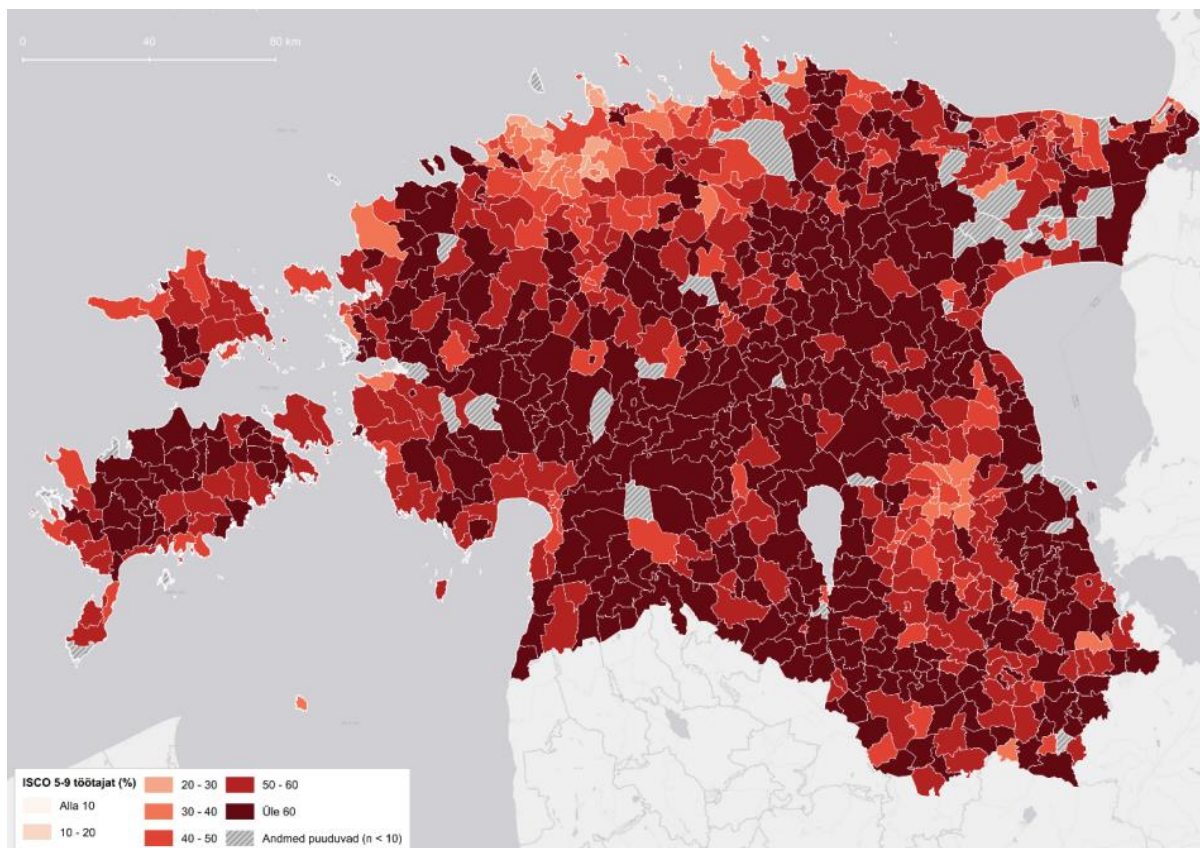 0 40 80 km
ISCO 5-9 töötajat (%)
Alla 10
10 - 20
20 - 30
30 - 40
40 - 50
50 - 60
Üle 60
Andmed puuduvad (n < 10)